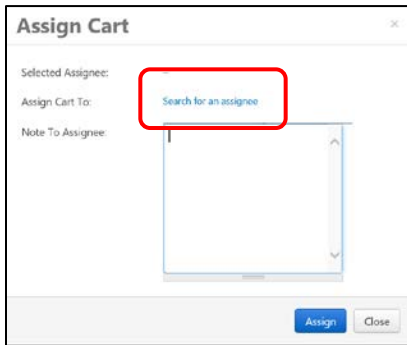 Assign Cart
Selected Assignee:
Assign Cart To: Search for an assignee
Note To Assignee:
Assign Close